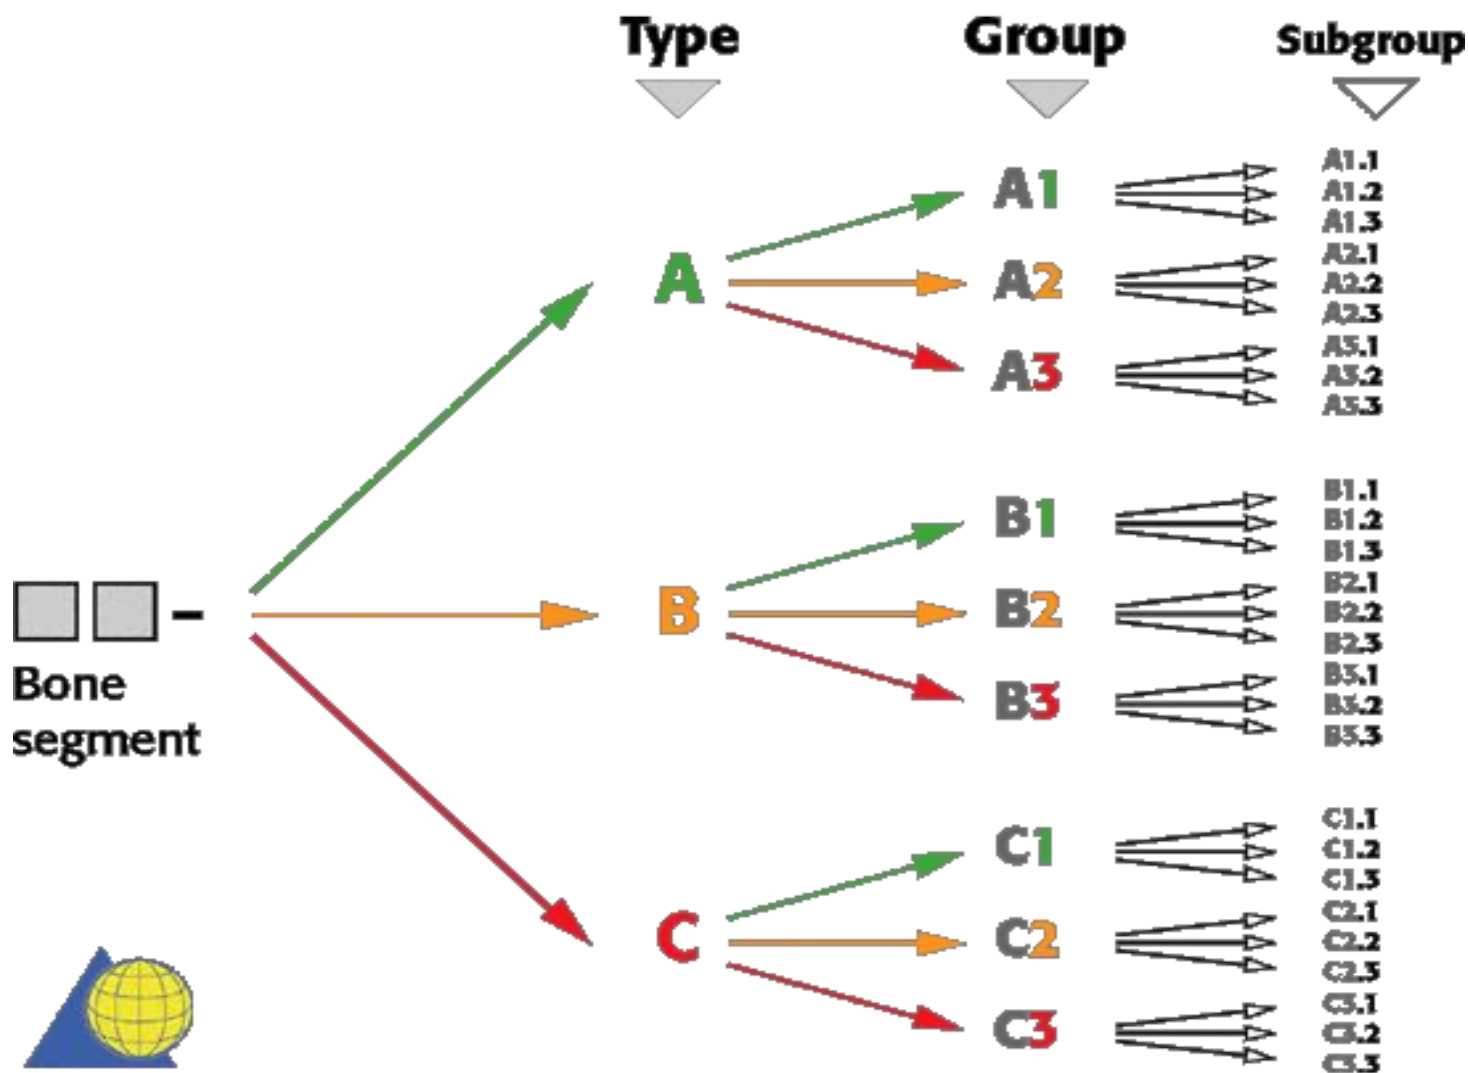 Type Group Subgroup
A1.1
A1 A1.2
A1.3
A2.1
A A2 A2.2
A2.3
A3.1
A3 A3.2
A3.3
B1.1
B1 B1.2
B1.3
B2.1
B B2 B2.2
B2.3
Bone
segment
B3.1
B3 B3.2
B3.3
C1.1
C1 C1.2
C1.3
C2.1
C C2 C2.2
C2.3
C3.1
C3 C3.2
C3.3